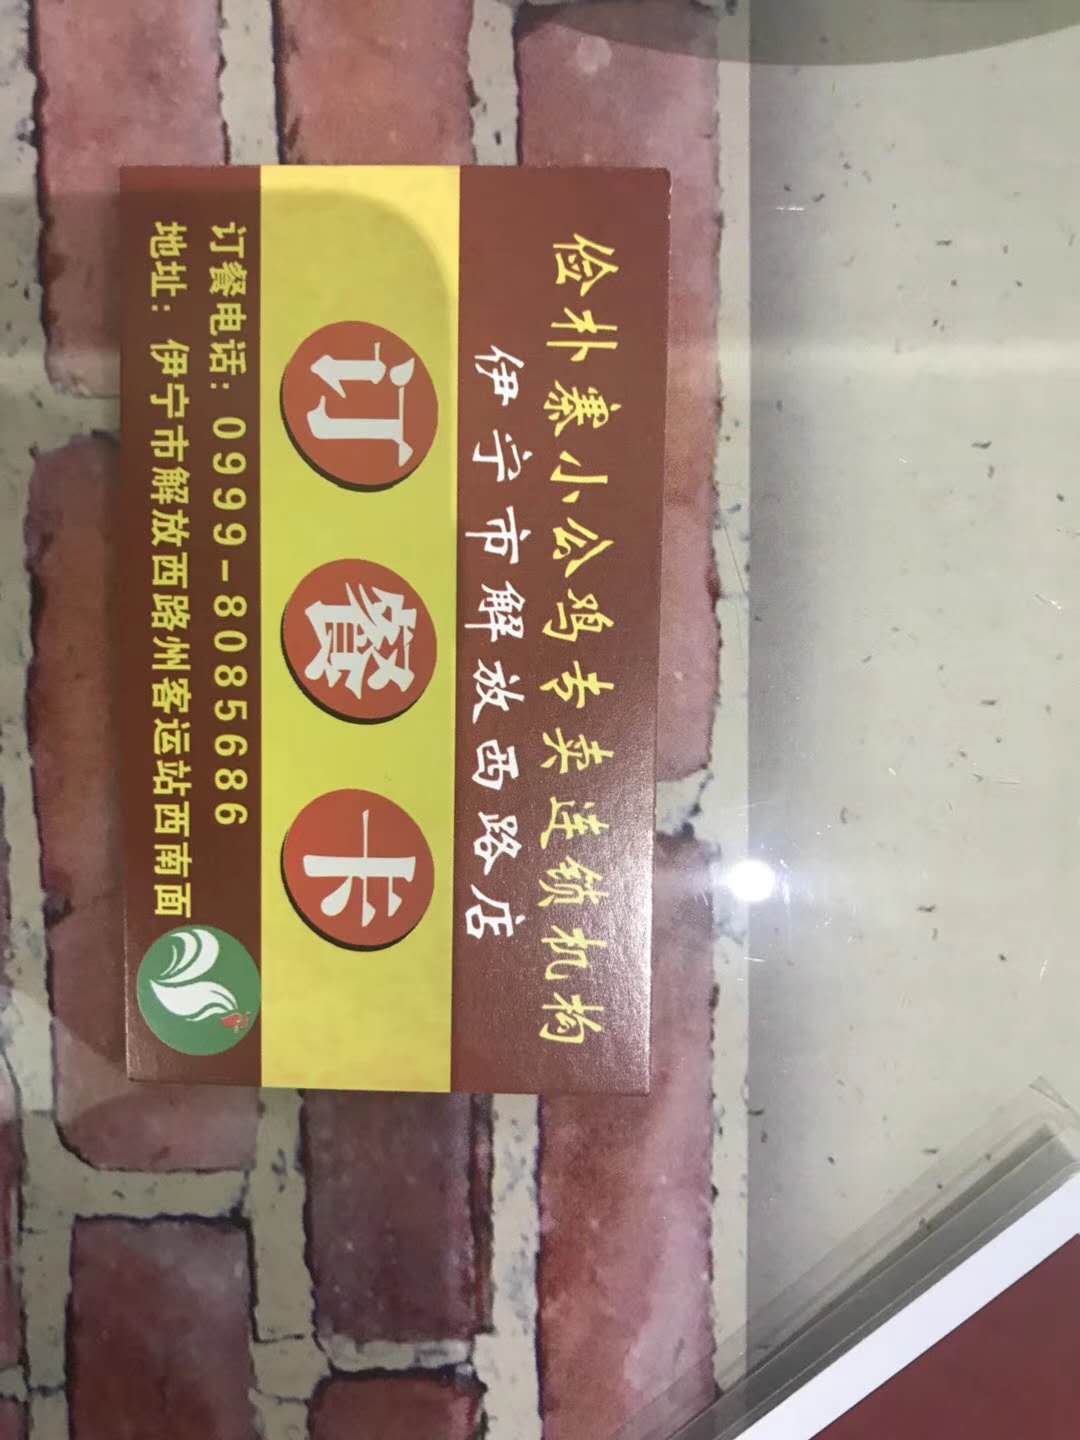 俭朴寨小公鸡专卖连锁机构
伊宁市解放西路店
订餐卡
订餐电话：0999-8085686
地址：伊宁市解放西路州客运站西南面